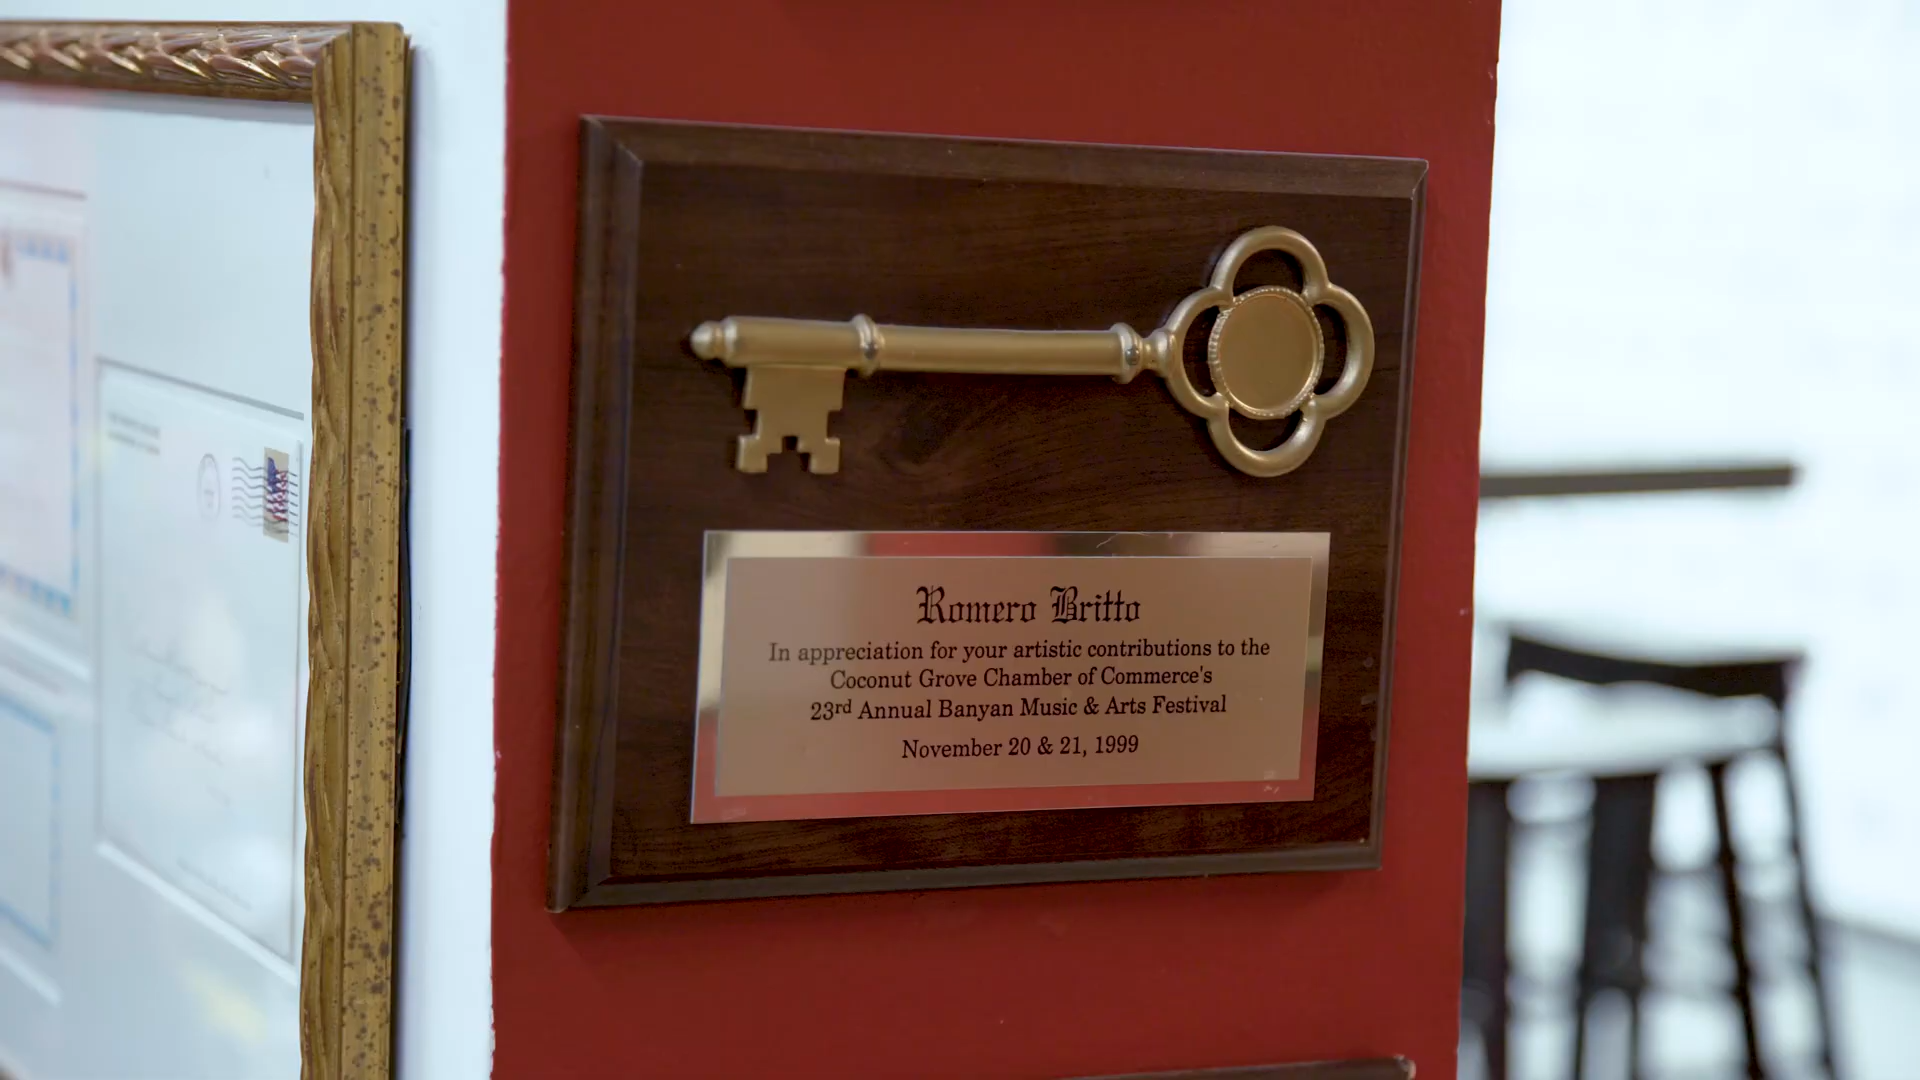 Romero Britto
In appreciation for your artistic contributions to the
Coconut Grove Chamber of Commerce's
23rd Annual Banyan Music & Arts Festival
November 20 & 21, 1999